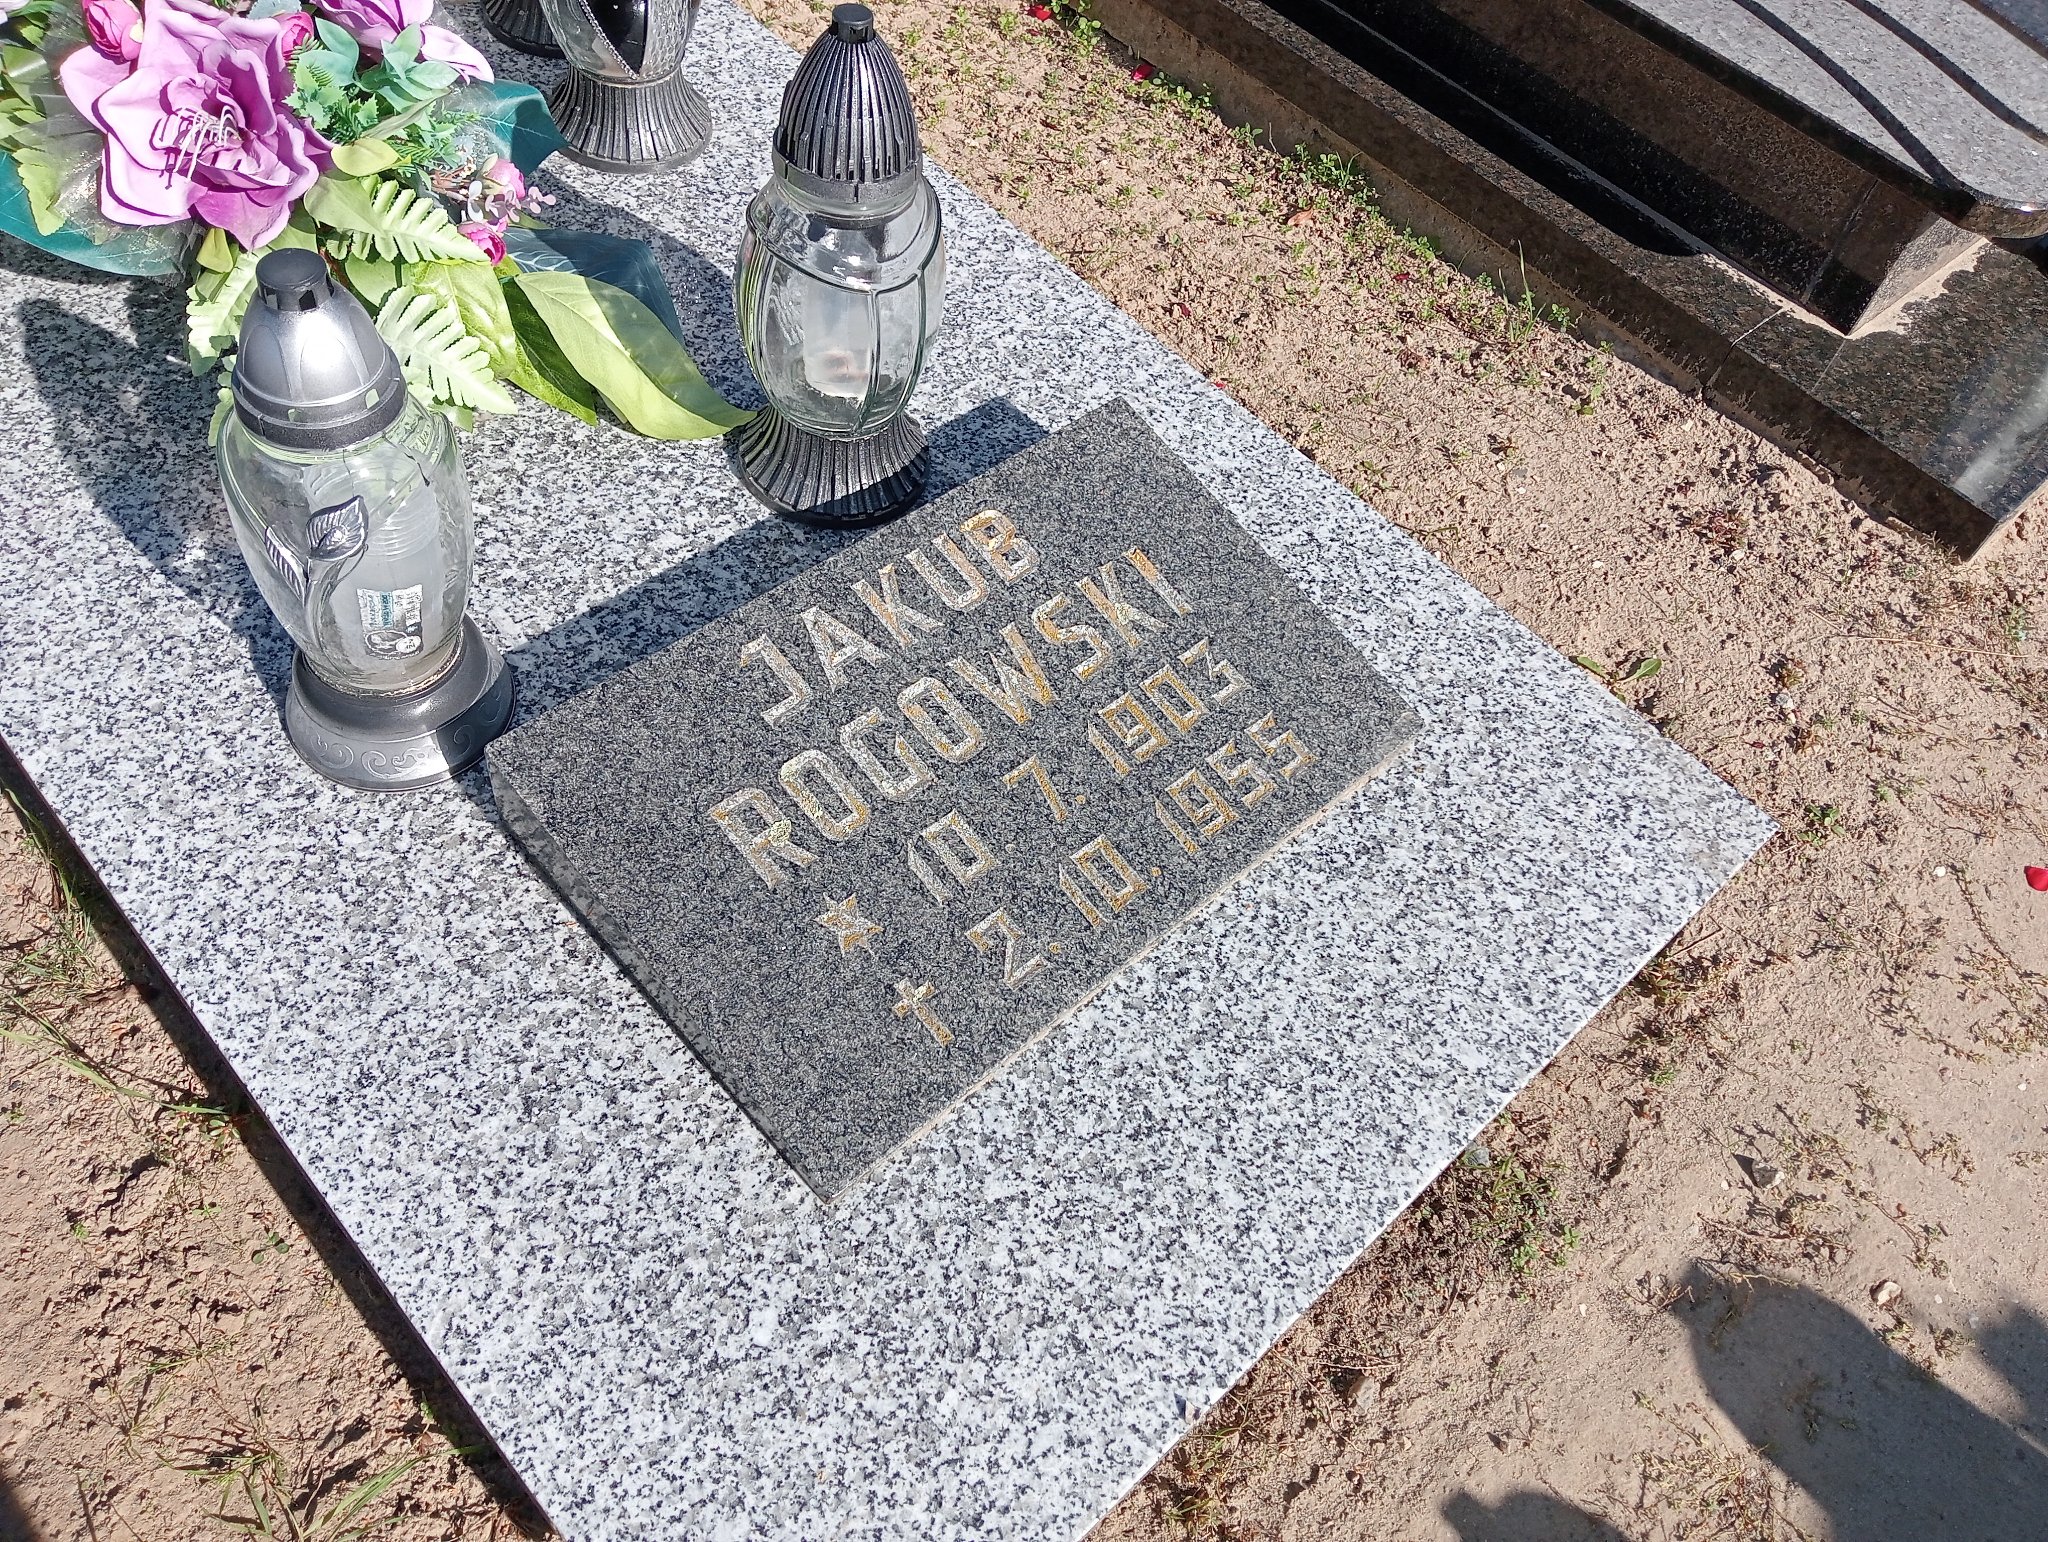 JAKUB
ROGOWSKI
* 10. 7. 1903
† 2. 10. 1955